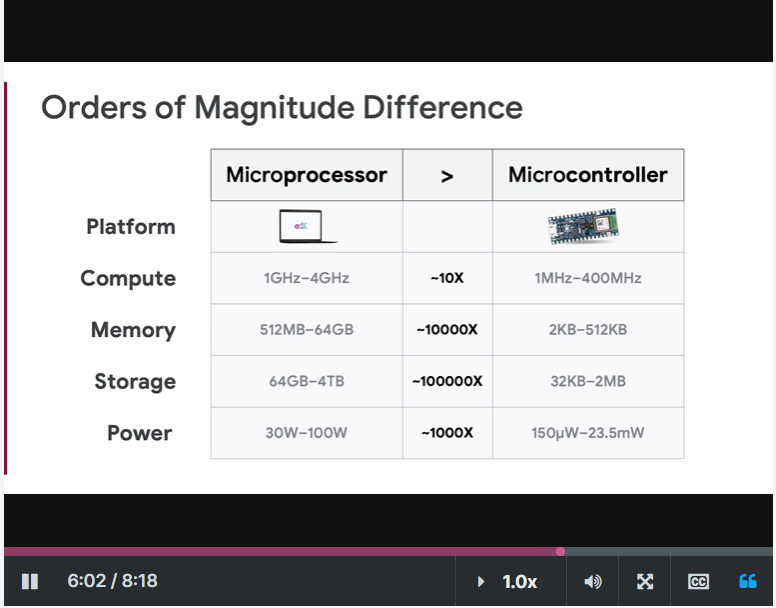 Orders of Magnitude Difference
Microprocessor > Microcontroller
Platform
Compute 1GHz–4GHz ~10X 1MHz–400MHz
Memory 512MB–64GB ~10000X 2KB–512KB
Storage 64GB–4TB ~100000X 32KB–2MB
Power 30W–100W ~1000X 150µW–23.5mW
6:02 / 8:18 1.0x CC